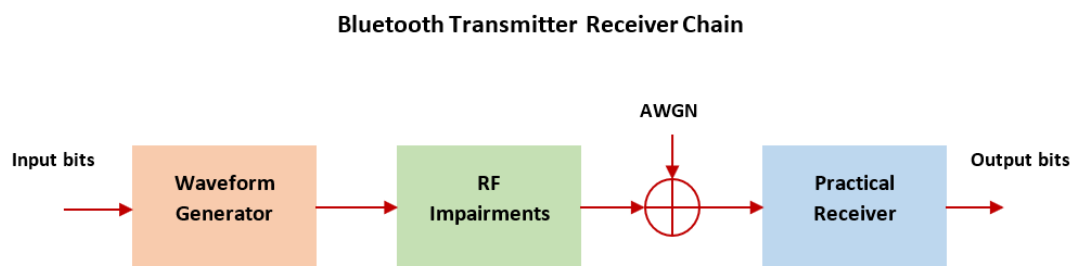 Bluetooth Transmitter Receiver Chain
AWGN
Input bits
Output bits
Waveform
Generator
RF
Impairments
Practical
Receiver